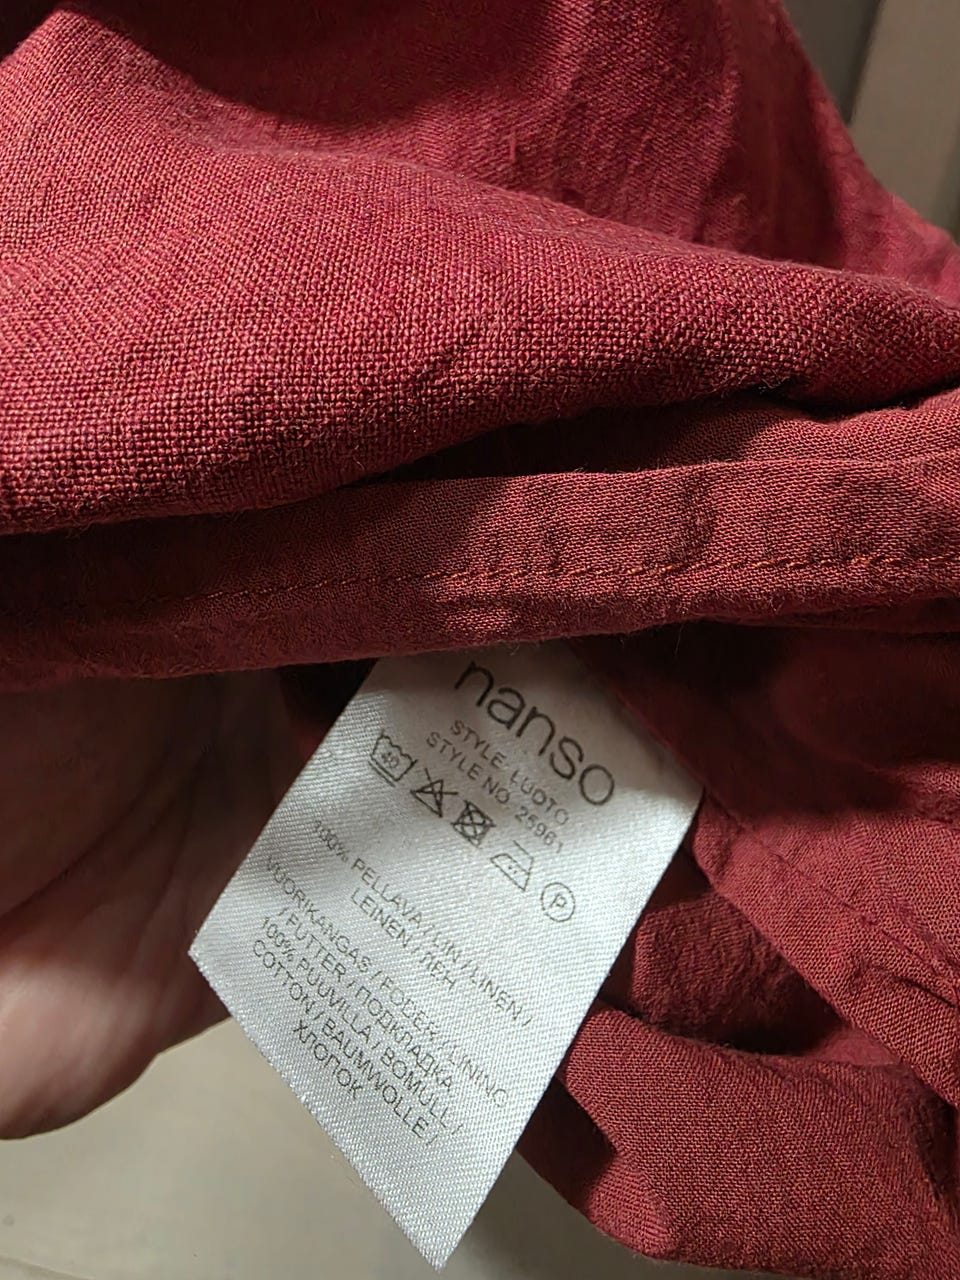 nanso
STYLE. LUOTO
STYLE NO. 25961
40 P
100% PELLAVA / LIN / LINEN /
LEINEN / ЛЕН
VUORIKANGAS / FODER / LINING
/ FUTTER / ПОДКЛАДКА
100% PUUVILLA / BOMULL /
COTTON / BAUMWOLLE /
ХЛОПОК